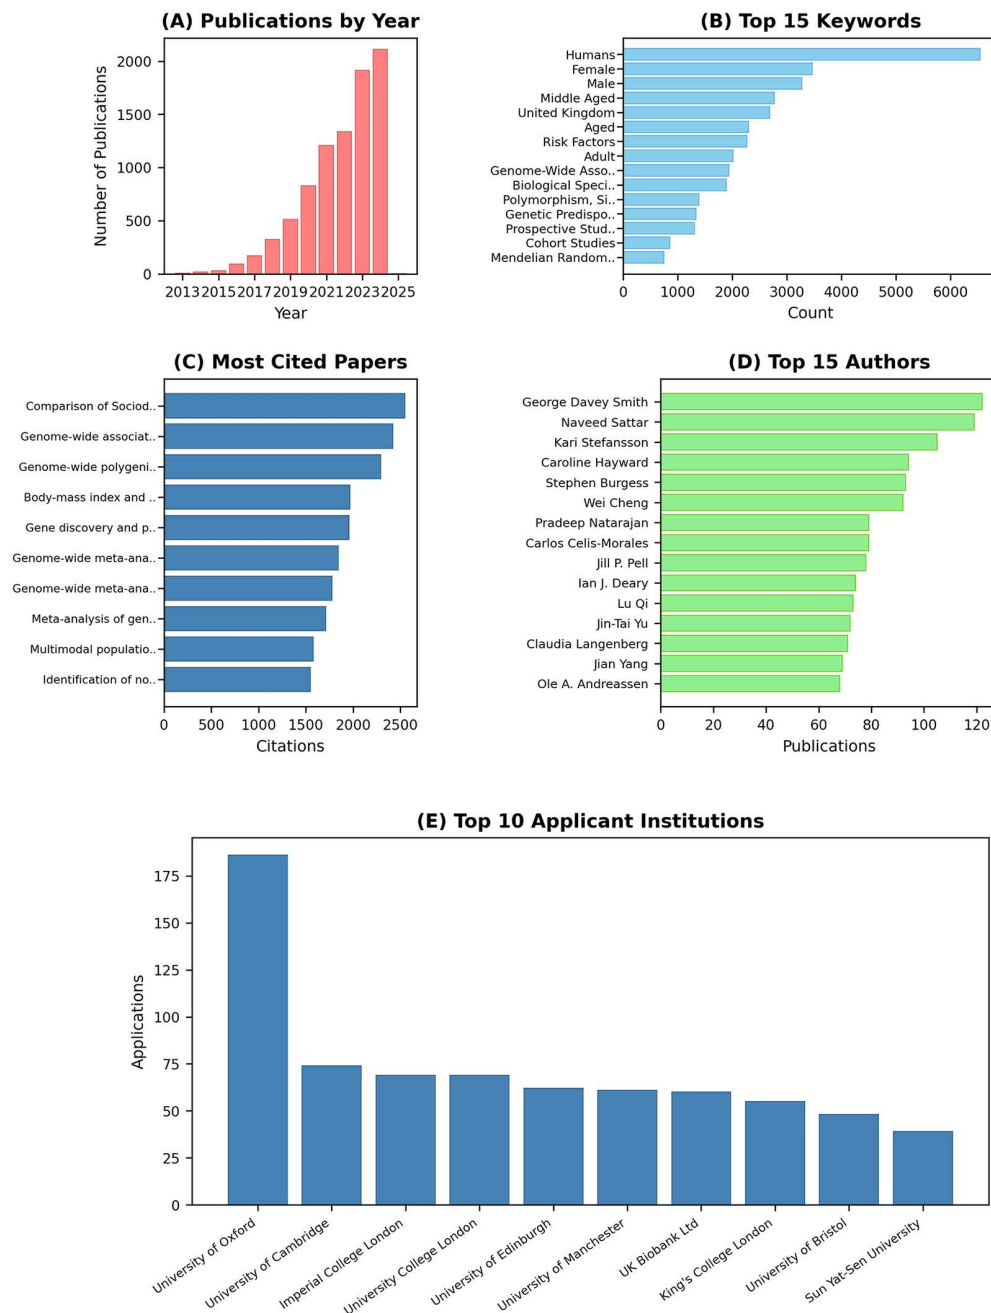 (A) Publications by Year
Number of Publications
2000
1500
1000
500
0
2013 2015 2017 2019 2021 2023 2025
Year
(B) Top 15 Keywords
Humans
Female
Male
Middle Aged
United Kingdom
Aged
Risk Factors
Adult
Genome-Wide Asso..
Biological Speci..
Polymorphism, Si..
Genetic Predispo..
Prospective Stud..
Cohort Studies
Mendelian Random..
0 1000 2000 3000 4000 5000 6000
Count
(C) Most Cited Papers
Comparison of Sociod..
Genome-wide associat..
Genome-wide polygeni..
Body-mass index and ..
Gene discovery and p..
Genome-wide meta-ana..
Genome-wide meta-ana..
Meta-analysis of gen..
Multimodal populatio..
Identification of no..
0 500 1000 1500 2000 2500
Citations
(D) Top 15 Authors
George Davey Smith
Naveed Sattar
Kari Stefansson
Caroline Hayward
Stephen Burgess
Wei Cheng
Pradeep Natarajan
Carlos Celis-Morales
Jill P. Pell
Ian J. Deary
Lu Qi
Jin-Tai Yu
Claudia Langenberg
Jian Yang
Ole A. Andreassen
0 20 40 60 80 100 120
Publications
(E) Top 10 Applicant Institutions
Applications
175
150
125
100
75
50
25
0
University of Oxford
University of Cambridge
Imperial College London
University College London
University of Edinburgh
University of Manchester
UK Biobank Ltd
King's College London
University of Bristol
Sun Yat-Sen University